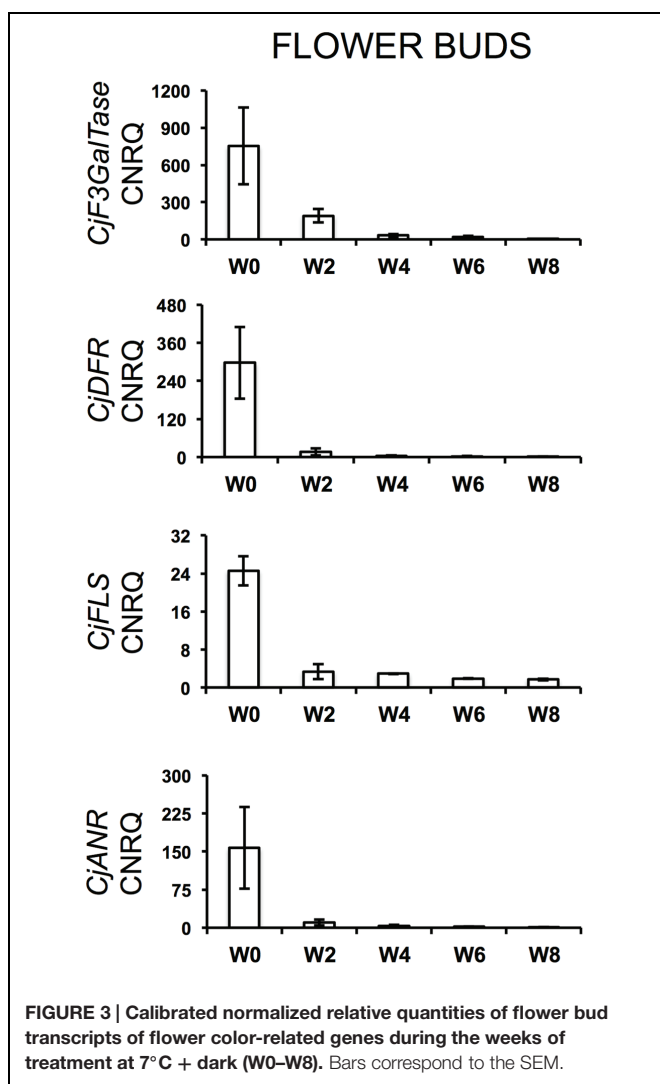 FLOWER BUDS
CjF3GalTase
CNRQ
1200
900
600
300
0
W0 W2 W4 W6 W8
CjDFR
CNRQ
480
360
240
120
0
W0 W2 W4 W6 W8
CjFLS
CNRQ
32
24
16
8
0
W0 W2 W4 W6 W8
CjANR
CNRQ
300
225
150
75
0
W0 W2 W4 W6 W8
FIGURE 3 | Calibrated normalized relative quantities of flower bud
transcripts of flower color-related genes during the weeks of
treatment at 7°C + dark (W0–W8). Bars correspond to the SEM.